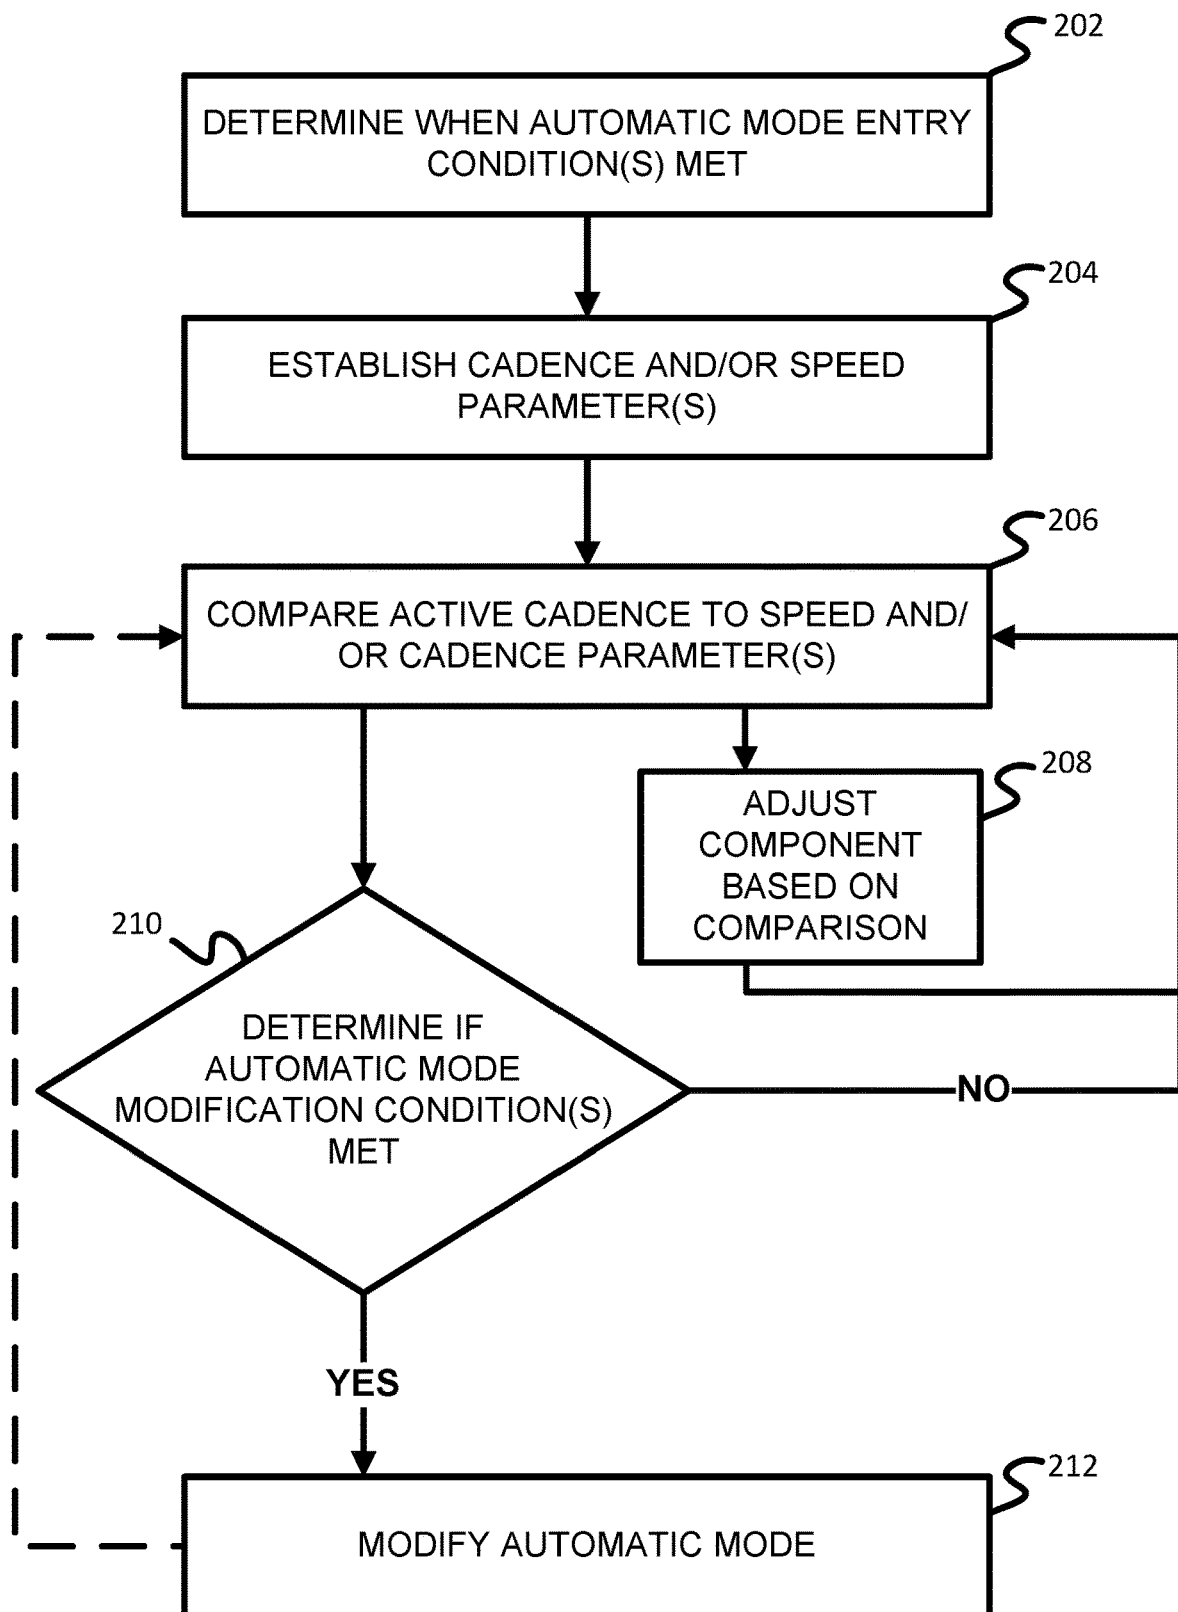 202
DETERMINE WHEN AUTOMATIC MODE ENTRY
CONDITION(S) MET
204
ESTABLISH CADENCE AND/OR SPEED
PARAMETER(S)
206
COMPARE ACTIVE CADENCE TO SPEED AND/
OR CADENCE PARAMETER(S)
208
ADJUST
COMPONENT
BASED ON
COMPARISON
210
DETERMINE IF
AUTOMATIC MODE
MODIFICATION CONDITION(S)
MET
NO
YES
212
MODIFY AUTOMATIC MODE